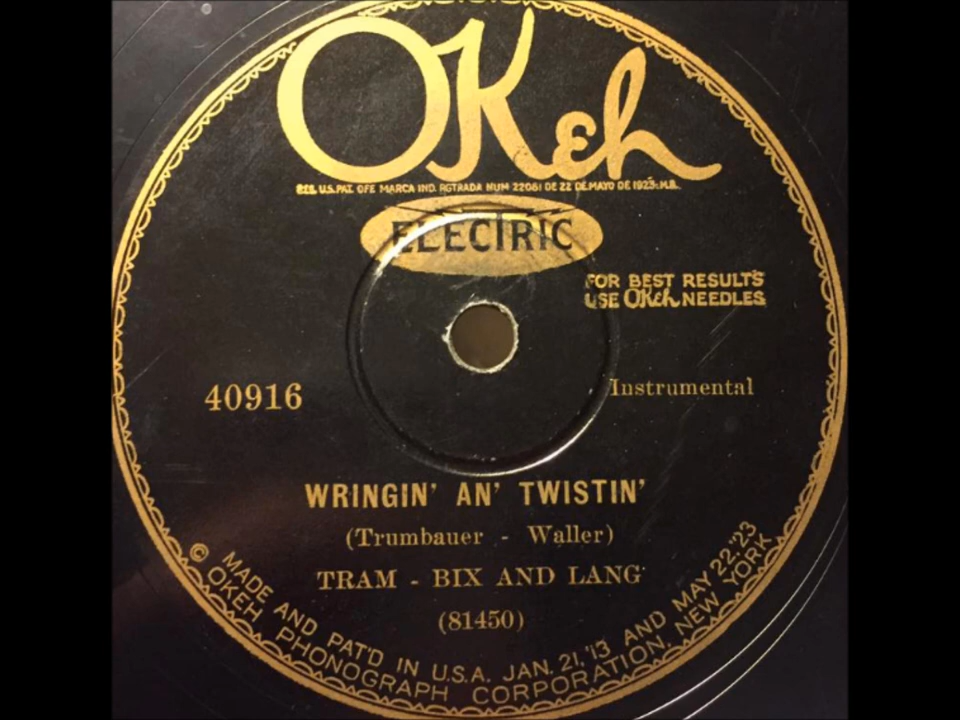 OKeh
REG. U.S. PAT. OFF. MARCA IND. RGTRADA NUM 22061 DE 22 DE MAYO DE 1923. M.B.
ELECTRIC
FOR BEST RESULTS
USE OKeh NEEDLES
40916
Instrumental
WRINGIN' AN' TWISTIN'
(Trumbauer - Waller)
TRAM - BIX AND LANG
(81450)
© MADE AND PAT'D IN U.S.A. JAN. 21, '13 AND MAY 22, '23
OKEH PHONOGRAPH CORPORATION, NEW YORK